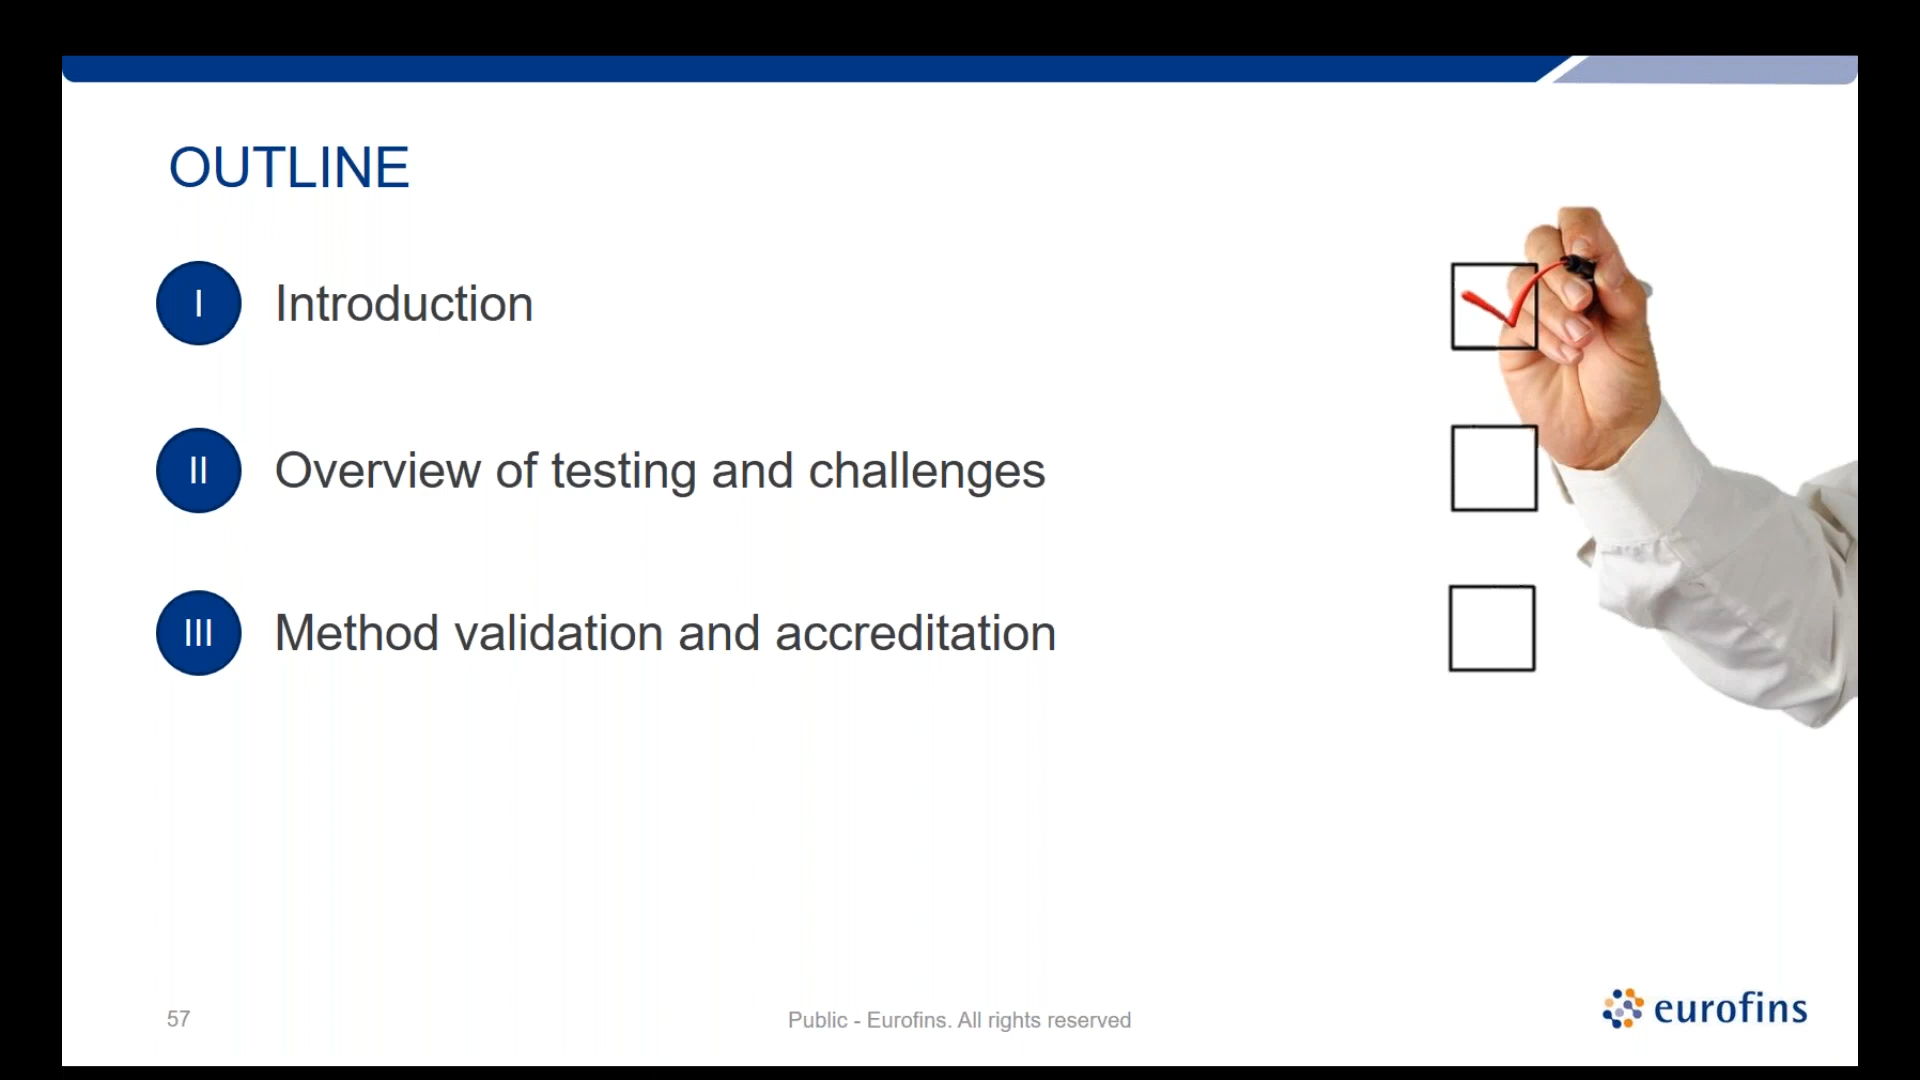 OUTLINE
I Introduction
II Overview of testing and challenges
III Method validation and accreditation
57
Public - Eurofins. All rights reserved
eurofins